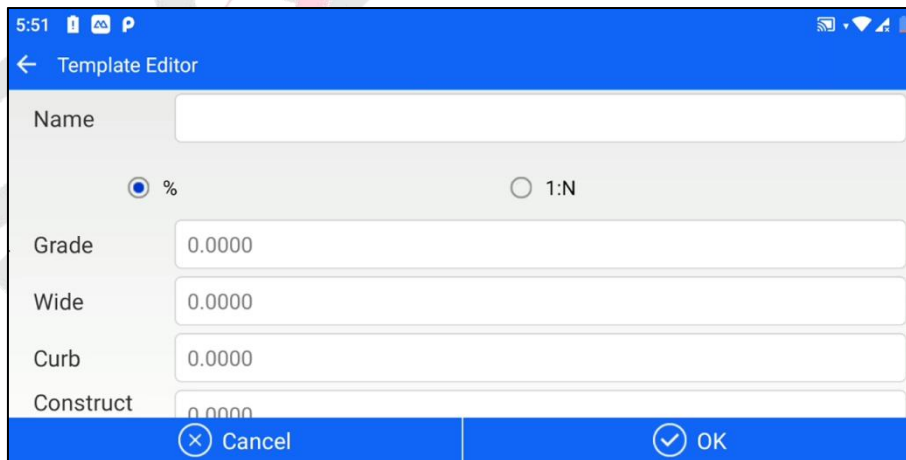 5:51
Template Editor
Name
% 1:N
Grade 0.0000
Wide 0.0000
Curb 0.0000
Construct 0.0000
Cancel OK